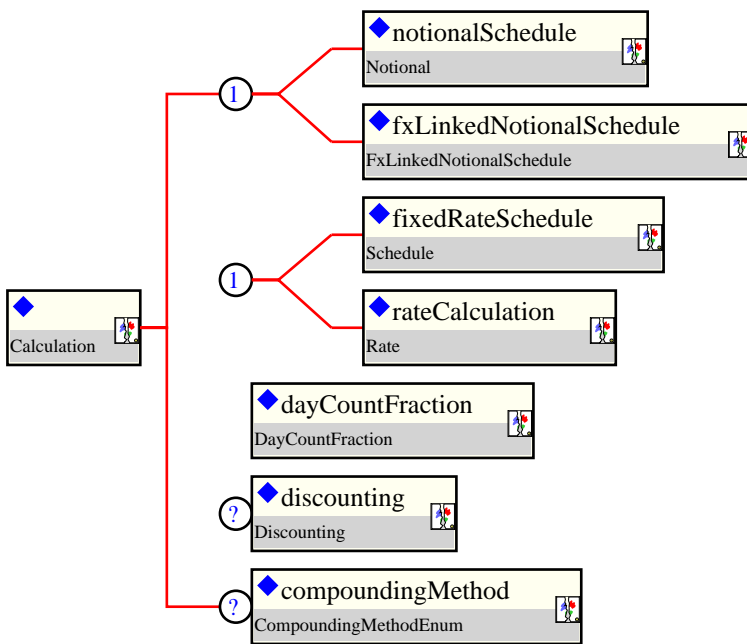 notionalSchedule
Notional
1
fxLinkedNotionalSchedule
FxLinkedNotionalSchedule
fixedRateSchedule
Schedule
1
rateCalculation
Rate
Calculation
dayCountFraction
DayCountFraction
?
discounting
Discounting
?
compoundingMethod
CompoundingMethodEnum